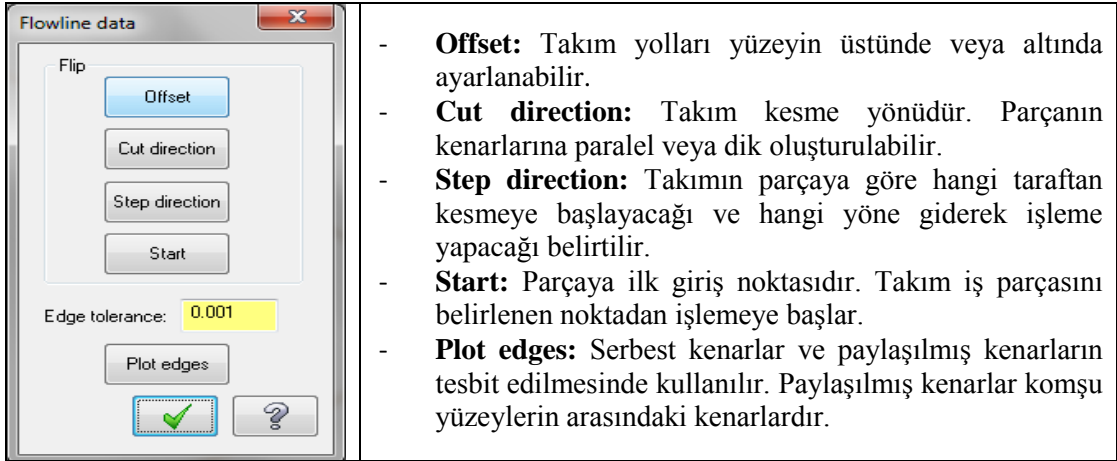 Flowline data
Flip
Offset
Cut direction
Step direction
Start
Edge tolerance: 0.001
Plot edges
- Offset: Takım yolları yüzeyin üstünde veya altında
ayarlanabilir.
- Cut direction: Takım kesme yönüdür. Parçanın
kenarlarına paralel veya dik oluşturulabilir.
- Step direction: Takımın parçaya göre hangi taraftan
kesmeye başlayacağı ve hangi yöne giderek işleme
yapacağı belirtilir.
- Start: Parçaya ilk giriş noktasıdır. Takım iş parçasını
belirlenen noktadan işlemeye başlar.
- Plot edges: Serbest kenarlar ve paylaşılmış kenarların
tesbit edilmesinde kullanılır. Paylaşılmış kenarlar komşu
yüzeylerin arasındaki kenarlardır.